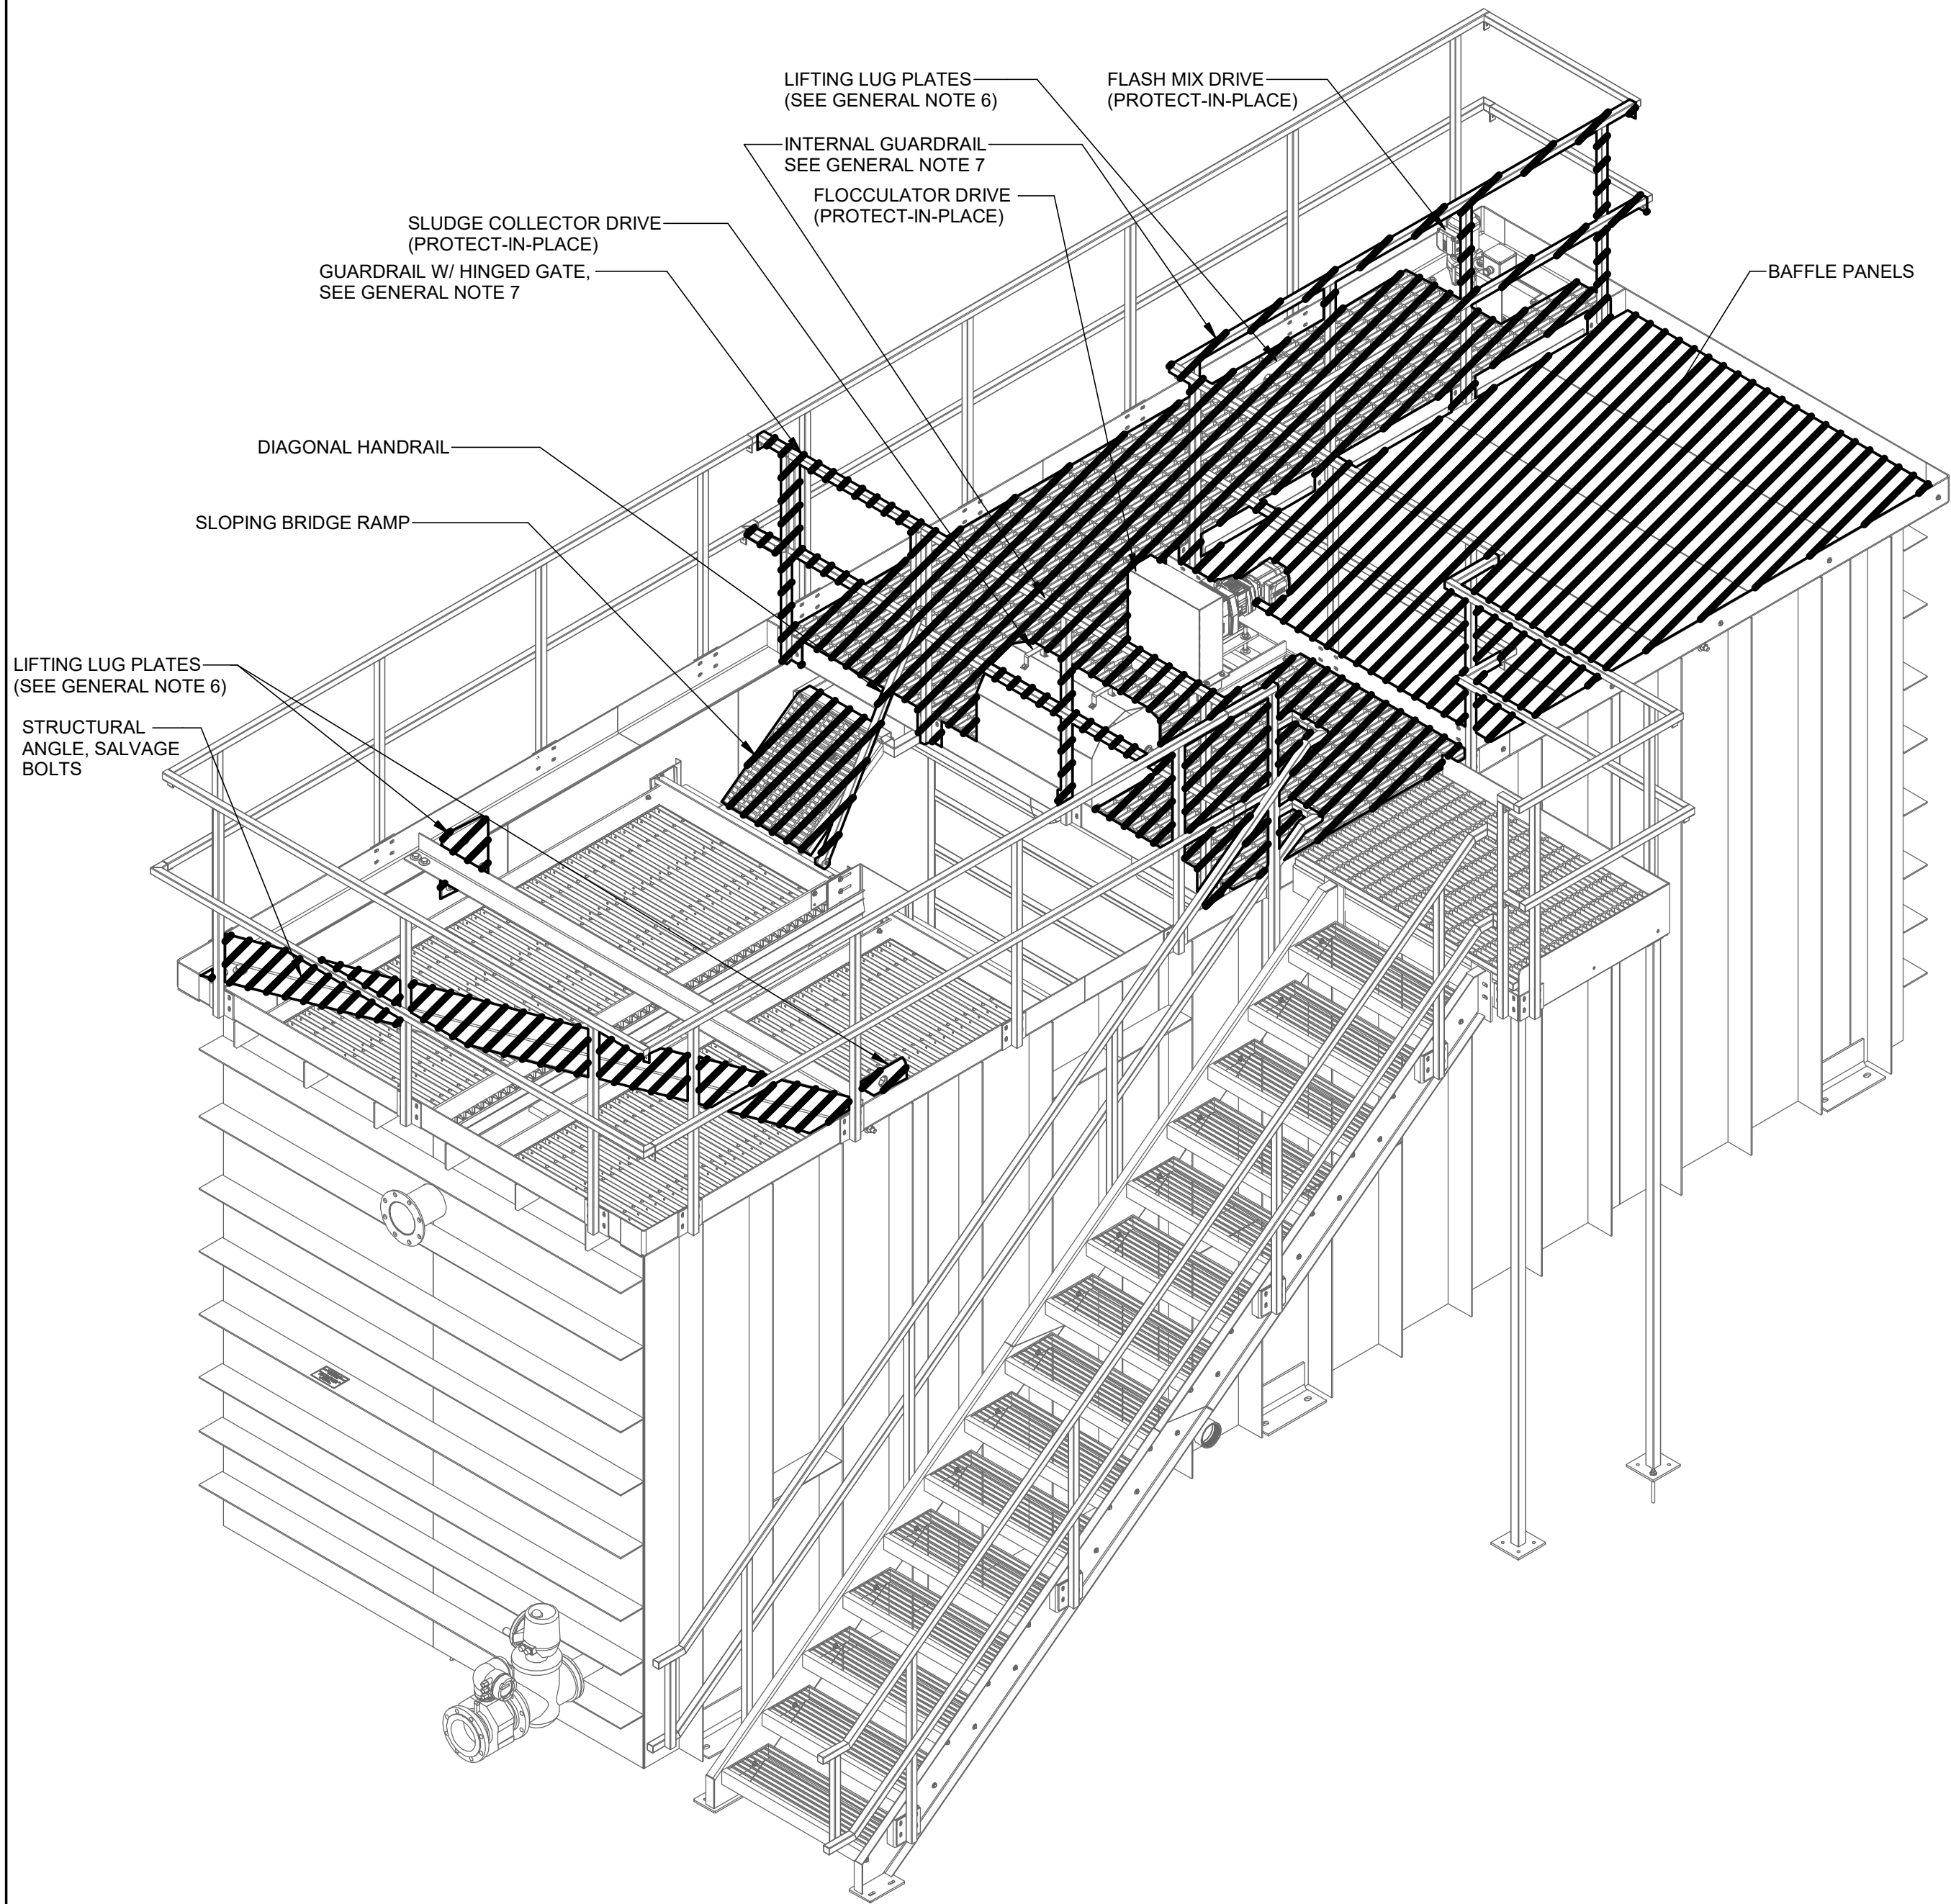 LIFTING LUG PLATES
(SEE GENERAL NOTE 6)
FLASH MIX DRIVE
(PROTECT-IN-PLACE)
INTERNAL GUARDRAIL
SEE GENERAL NOTE 7
FLOCCULATOR DRIVE
(PROTECT-IN-PLACE)
SLUDGE COLLECTOR DRIVE
(PROTECT-IN-PLACE)
GUARDRAIL W/ HINGED GATE,
SEE GENERAL NOTE 7
BAFFLE PANELS
DIAGONAL HANDRAIL
SLOPING BRIDGE RAMP
LIFTING LUG PLATES
(SEE GENERAL NOTE 6)
STRUCTURAL
ANGLE, SALVAGE
BOLTS